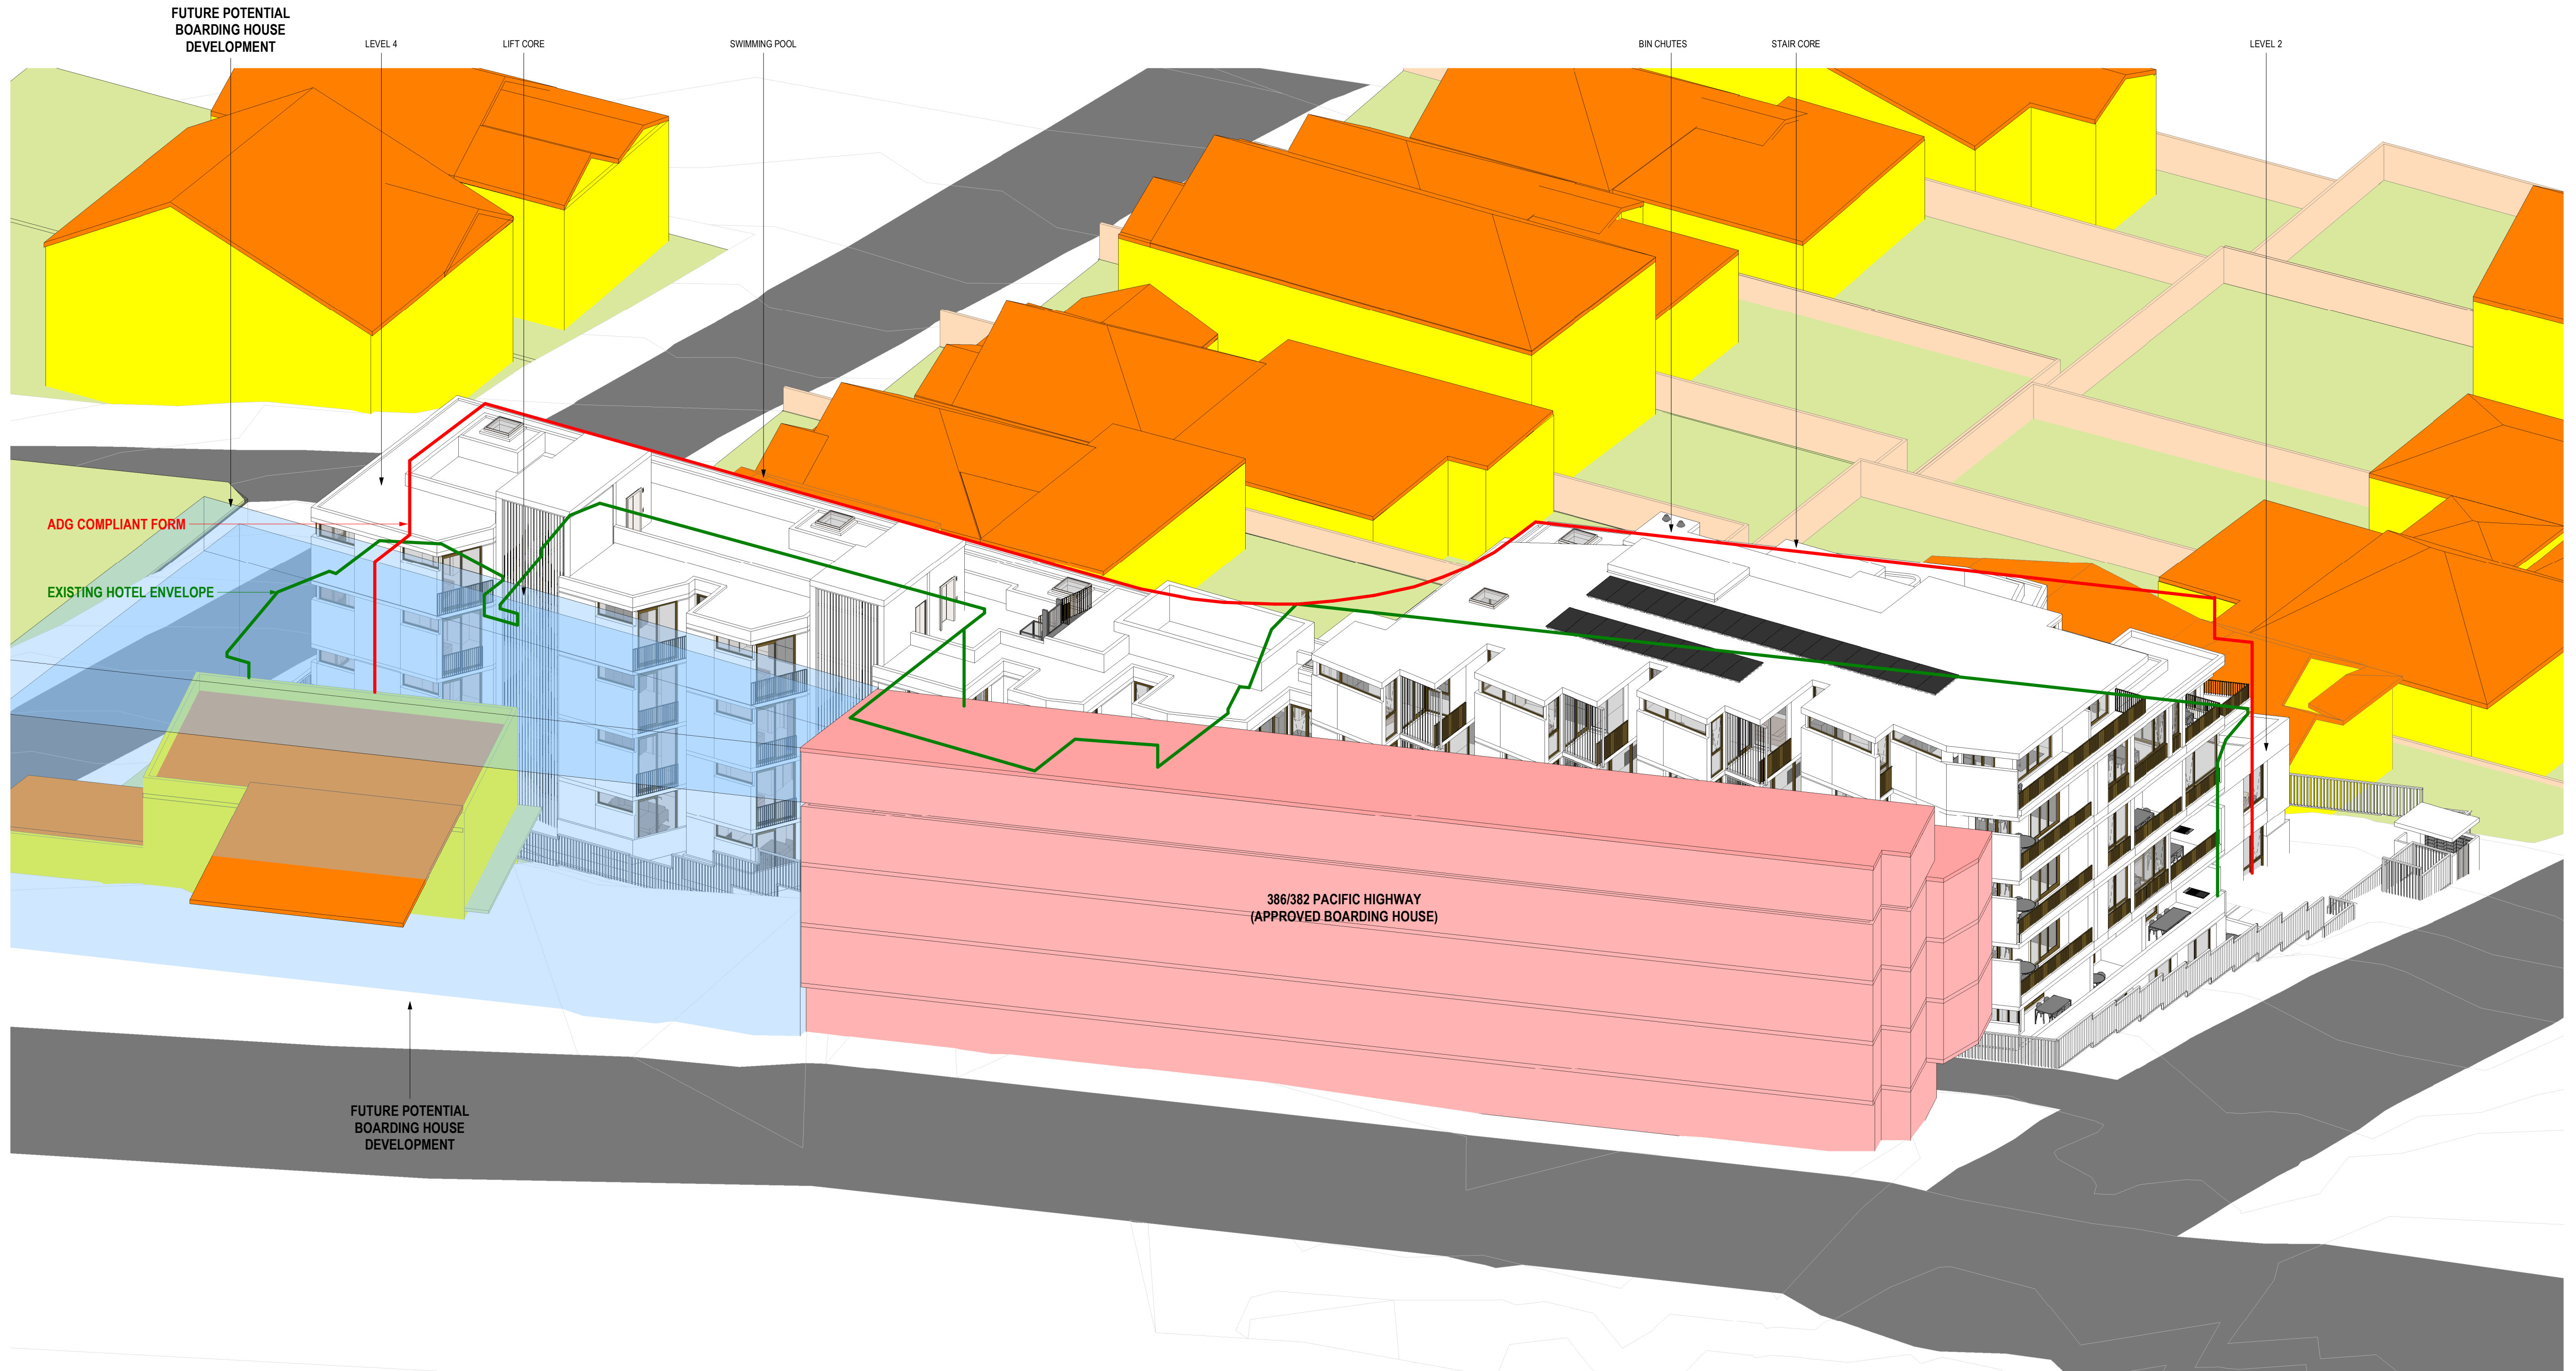 FUTURE POTENTIAL
BOARDING HOUSE
DEVELOPMENT
LEVEL 4
LIFT CORE
SWIMMING POOL
BIN CHUTES
STAIR CORE
LEVEL 2
ADG COMPLIANT FORM
EXISTING HOTEL ENVELOPE
386/382 PACIFIC HIGHWAY
(APPROVED BOARDING HOUSE)
FUTURE POTENTIAL
BOARDING HOUSE
DEVELOPMENT